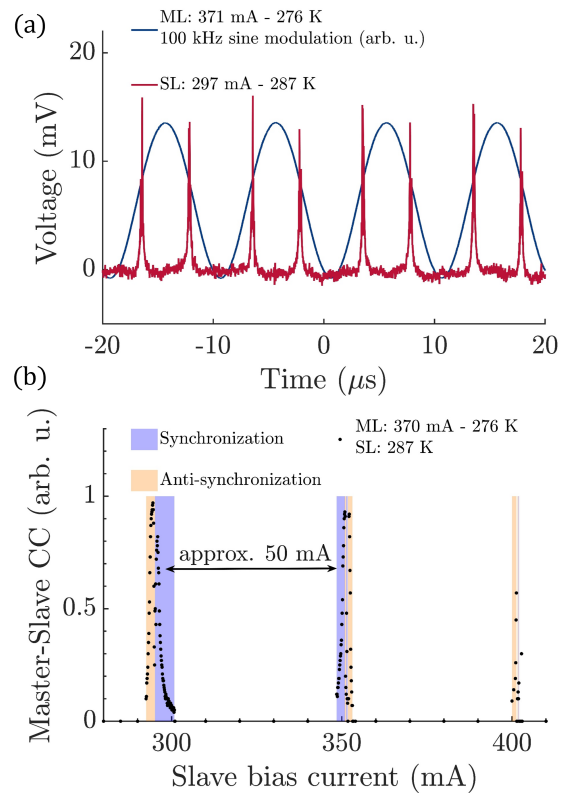 (a)
ML: 371 mA - 276 K
100 kHz sine modulation (arb. u.)
SL: 297 mA - 287 K
Voltage (mV)
20
10
0
-20 -10 0 10 20
Time (μs)
(b)
Synchronization
ML: 370 mA - 276 K
SL: 287 K
Anti-synchronization
Master-Slave CC (arb. u.)
1
approx. 50 mA
0.5
0
300 350 400
Slave bias current (mA)